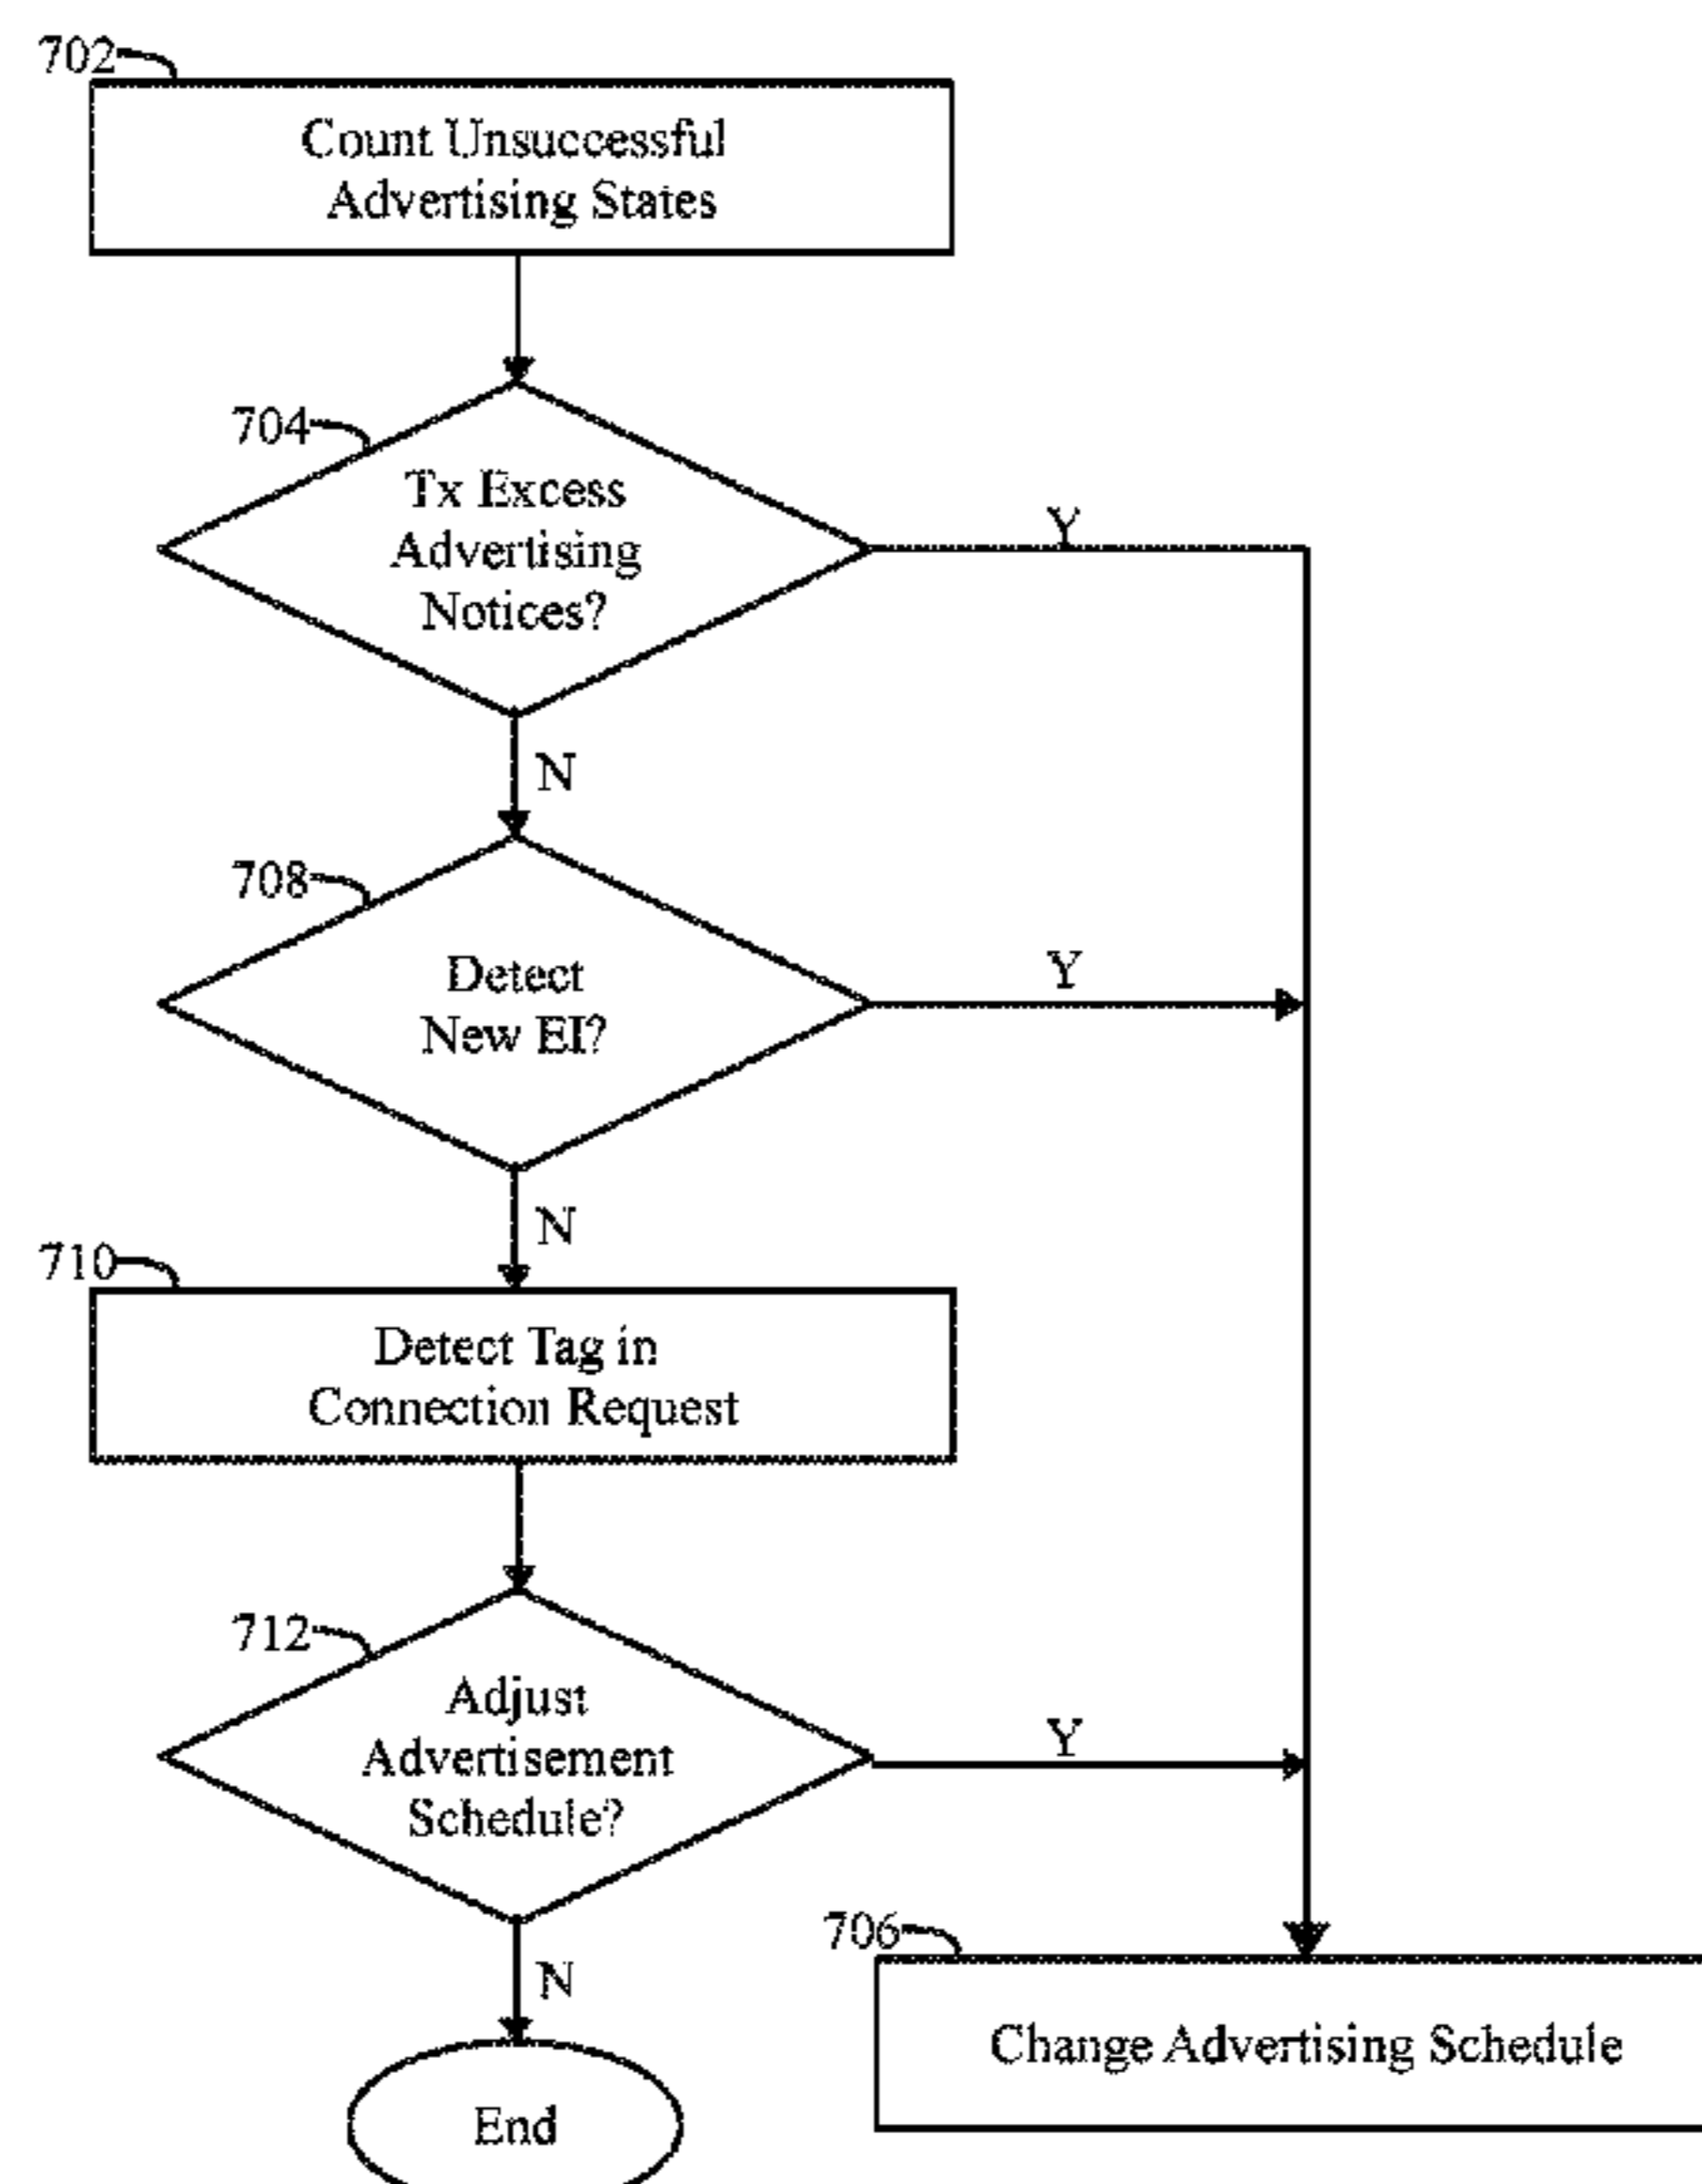 702
Count Unsuccessful
Advertising States
704
Tx Excess
Advertising
Notices?
Y
N
708
Detect
New EI?
Y
N
710
Detect Tag in
Connection Request
712
Adjust
Advertisement
Schedule?
Y
N
706
Change Advertising Schedule
End